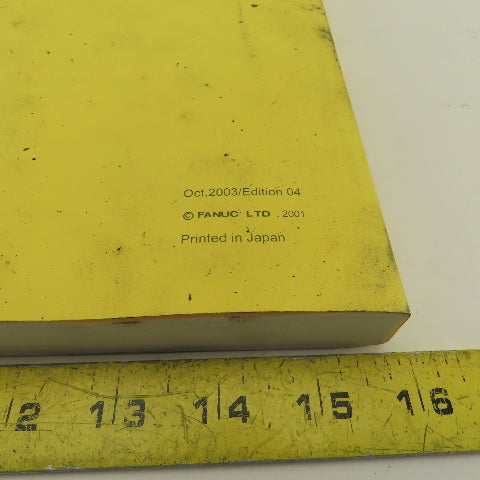 Oct,2003/Edition 04
© FANUC LTD , 2001
Printed in Japan
2 13 14 15 16